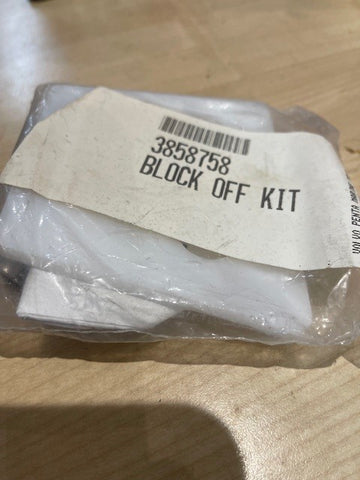 3858758
BLOCK OFF KIT
VOLVO PENTA